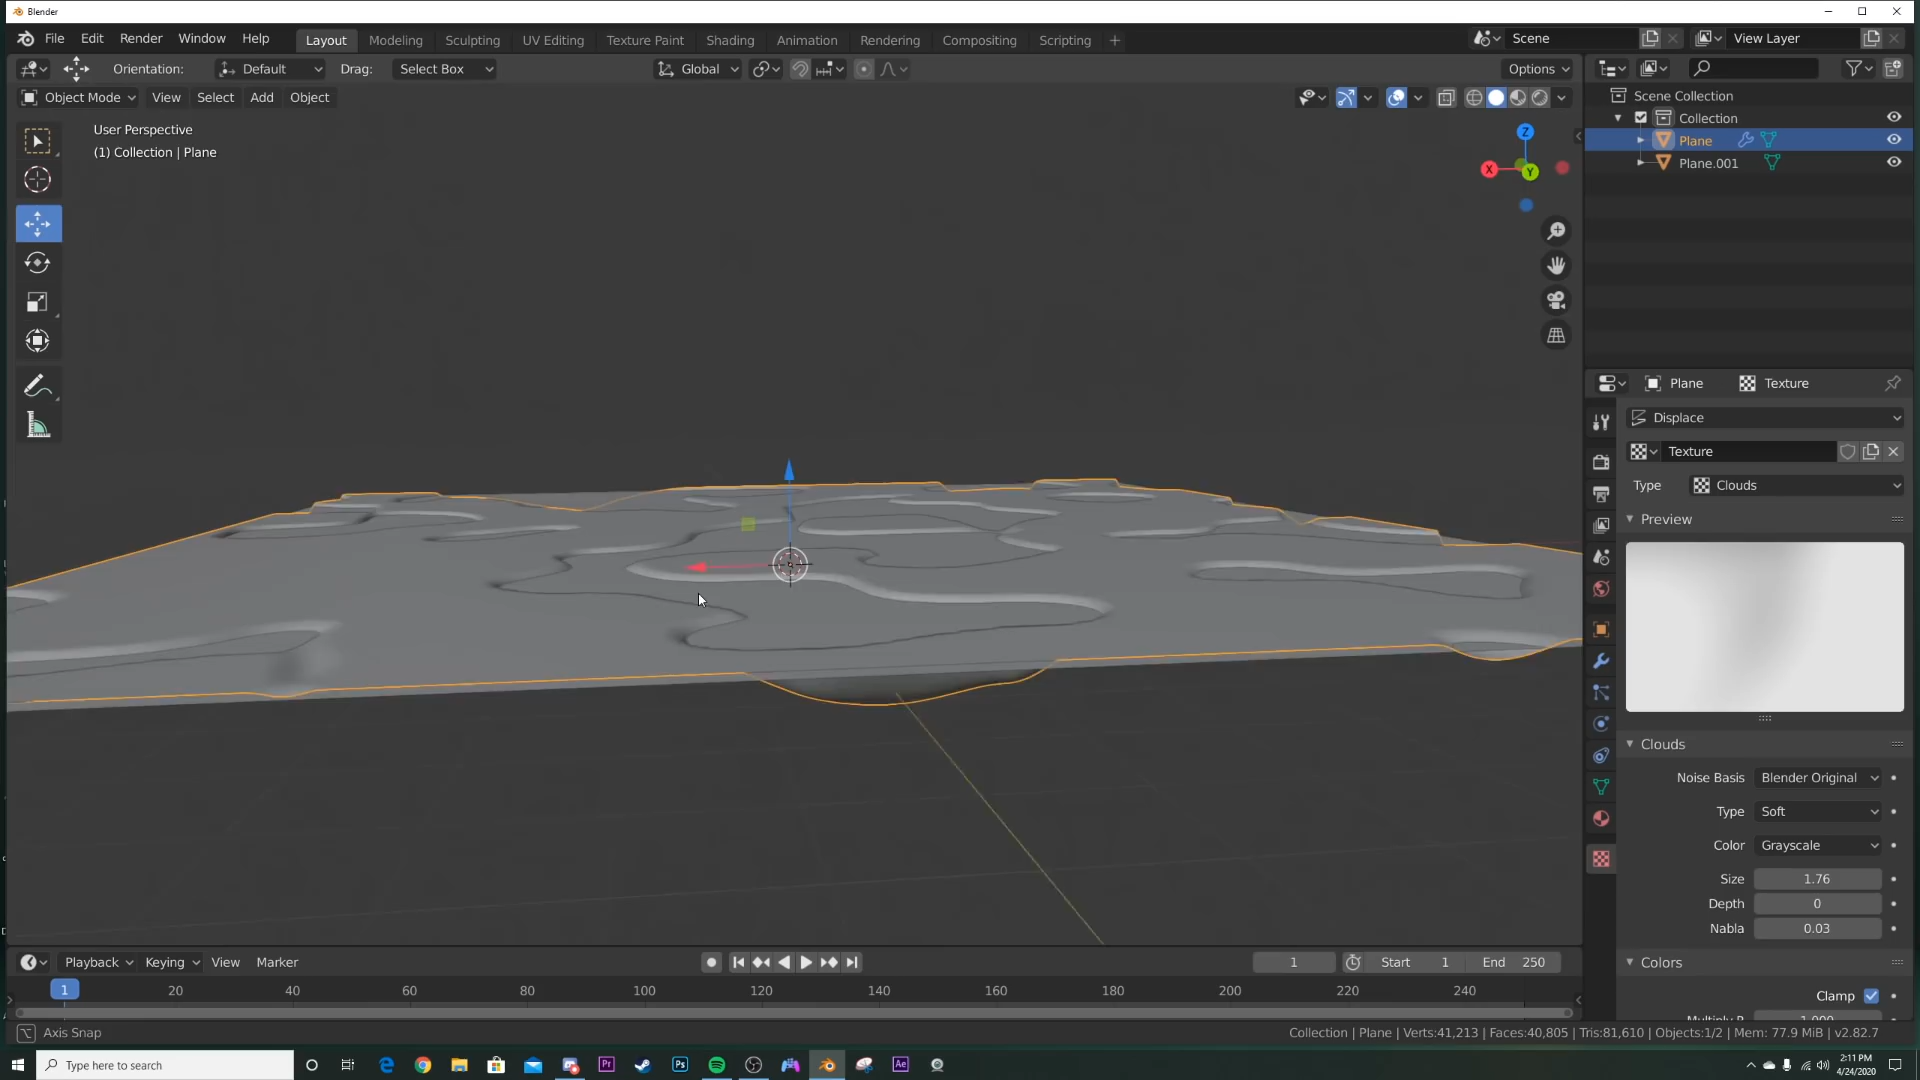 Blender
File Edit Render Window Help Layout Modeling Sculpting UV Editing Texture Paint Shading Animation Rendering Compositing Scripting + Scene View Layer
Orientation: Default Drag: Select Box Global Options
Object Mode View Select Add Object
User Perspective
(1) Collection | Plane
Z
X
Y
Scene Collection
Collection
Plane
Plane.001
Plane Texture
Displace
Texture
Type Clouds
Preview
Clouds
Noise Basis Blender Original
Type Soft
Color Grayscale
Size 1.76
Depth 0
Nabla 0.03
Colors
Clamp
Playback Keying View Marker 1 Start 1 End 250
1 20 40 60 80 100 120 140 160 180 200 220 240
Axis Snap Collection | Plane | Verts:41,213 | Faces:40,805 | Tris:81,610 | Objects:1/2 | Mem: 77.9 MiB | v2.82.7
Type here to search Pr Ps Ae 2:11 PM
4/24/2020